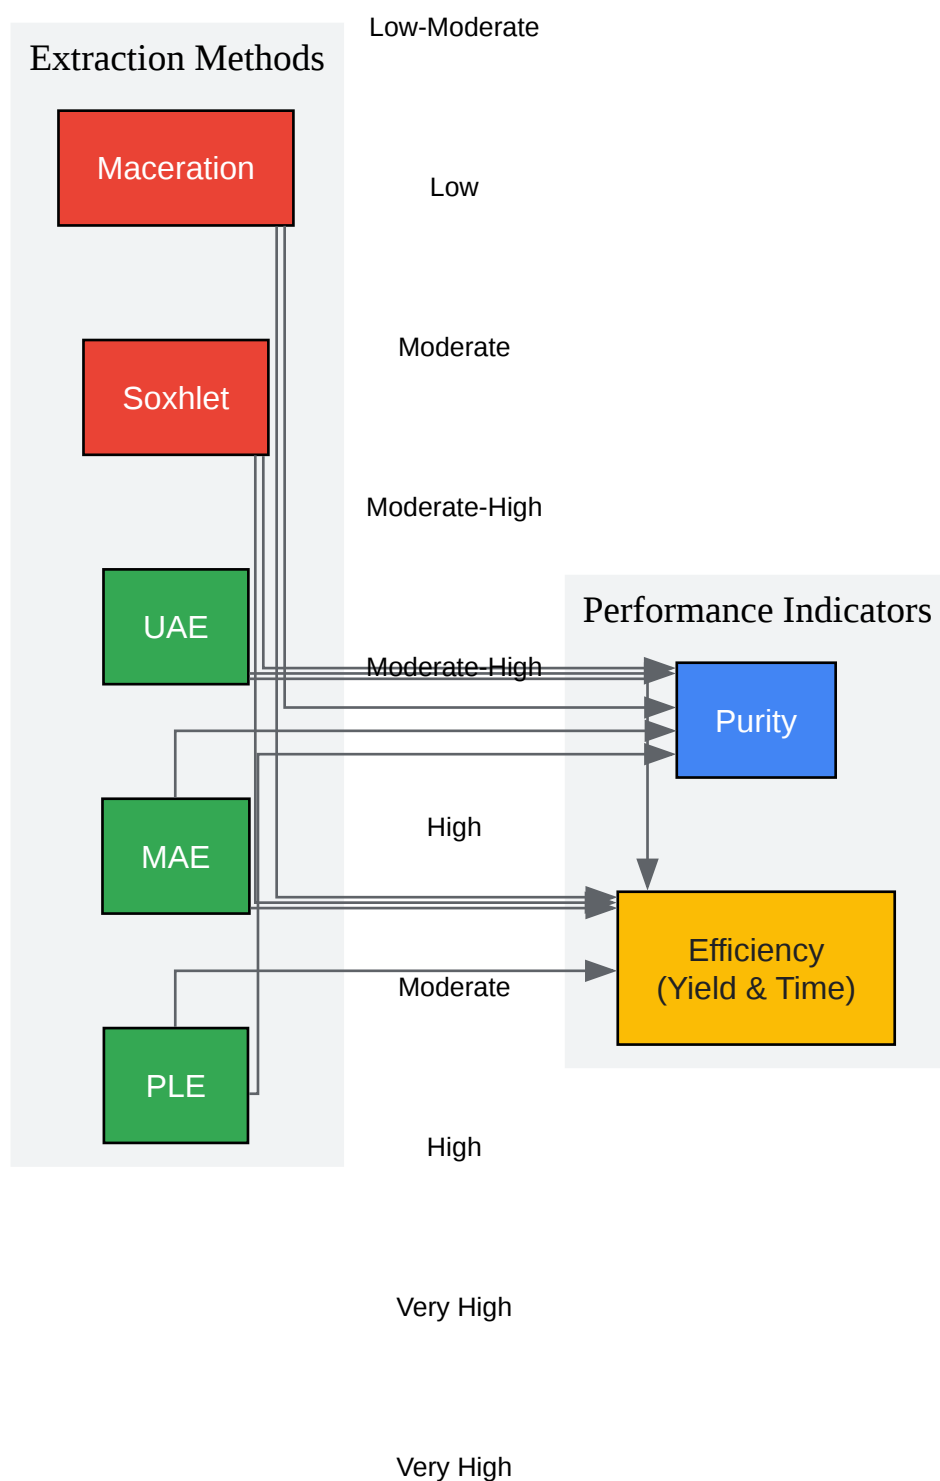 Low-Moderate
Extraction Methods
Maceration
Low
Moderate
Soxhlet
Moderate-High
Performance Indicators
UAE
Moderate-High
Purity
High
MAE
Efficiency
(Yield & Time)
Moderate
PLE
High
Very High
Very High